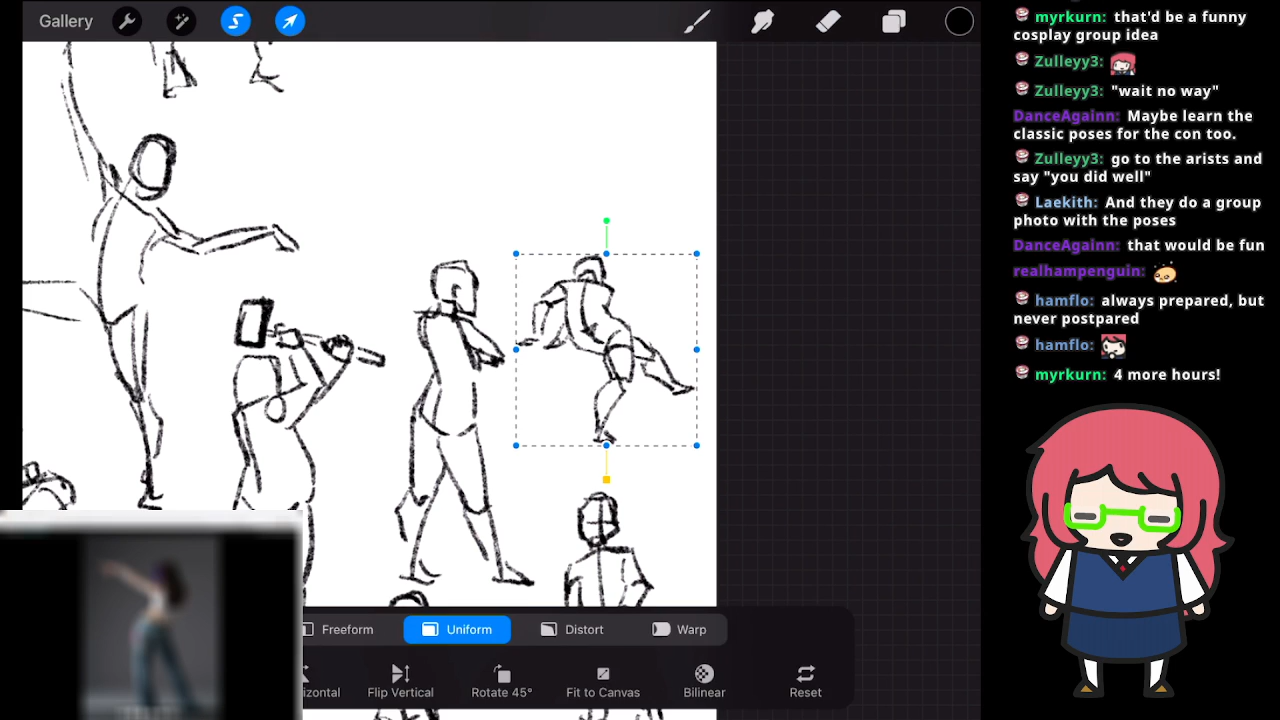 Gallery
myrkurn: that'd be a funny
cosplay group idea
Zulleyy3:
Zulleyy3: "wait no way"
DanceAgainn: Maybe learn the
classic poses for the con too.
Zulleyy3: go to the arists and
say "you did well"
Laekith: And they do a group
photo with the poses
DanceAgainn: that would be fun
realhampenguin:
hamflo: always prepared, but
never postpared
hamflo:
myrkurn: 4 more hours!
Freeform
Uniform
Distort
Warp
izontal
Flip Vertical
Rotate 45°
Fit to Canvas
Bilinear
Reset